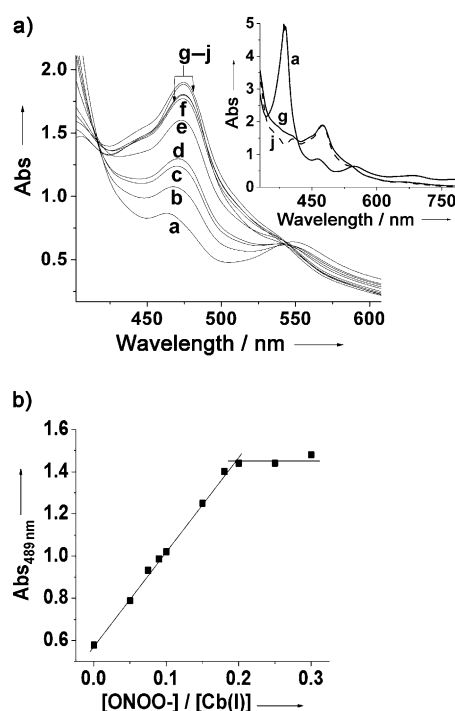 a)
g–j
f
e
d
c
b
a
2.0
1.5
1.0
0.5
Abs
450 500 550 600
Wavelength / nm
5
4
3
2
1
0
Abs
a
g
j
450 600 750
Wavelength / nm
b)
1.6
1.4
1.2
1.0
0.8
0.6
Abs489 nm
0.0 0.1 0.2 0.3
[ONOO-] / [Cb(I)]